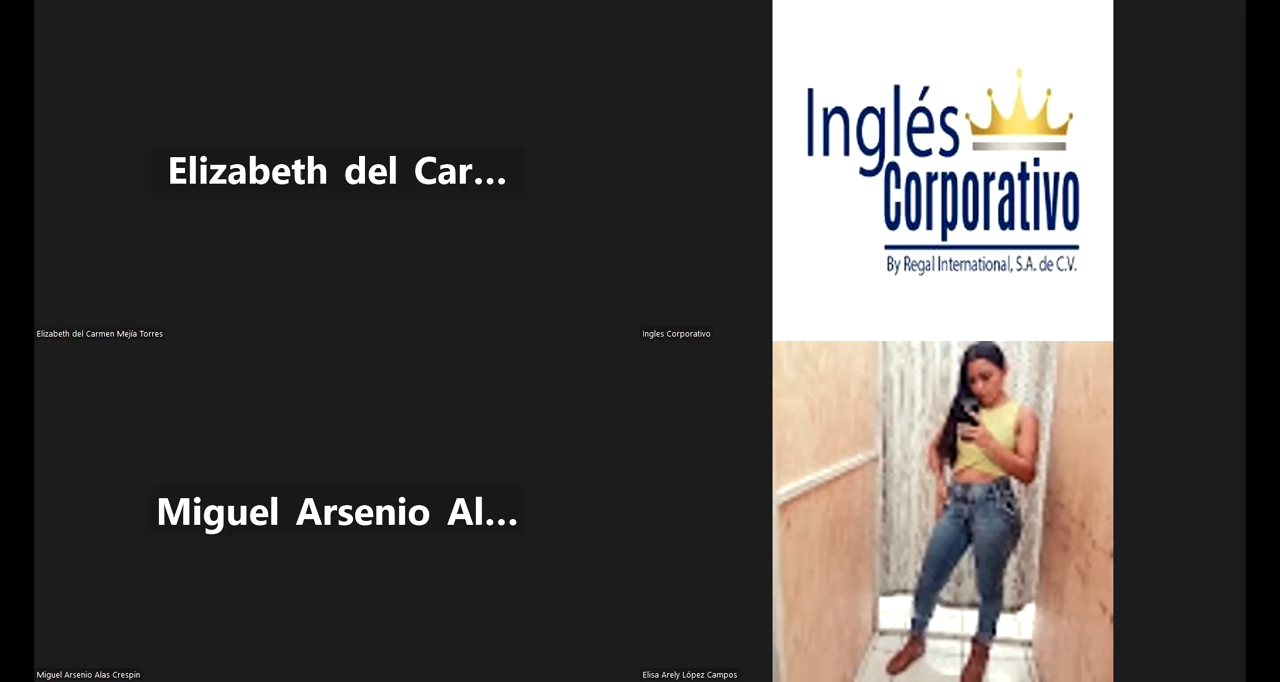 Elizabeth del Car...
Elizabeth del Carmen Mejía Torres
Inglés
Corporativo
By Regal International, S.A. de C.V.
Ingles Corporativo
Miguel Arsenio Al...
Miguel Arsenio Alas Crespin
Elisa Arely López Campos